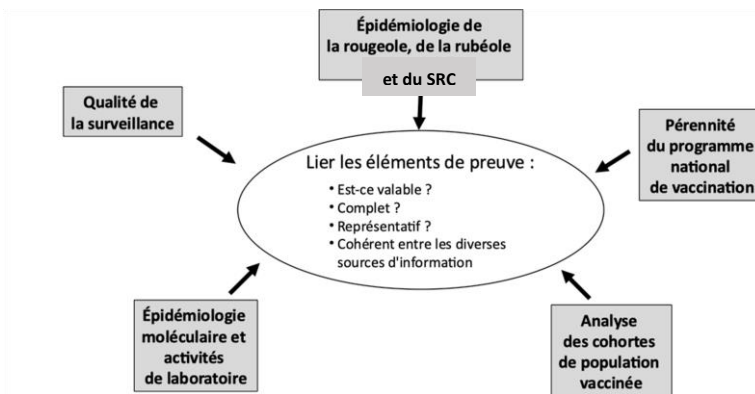 Épidémiologie de
la rougeole, de la rubéole
et du SRC
Qualité de
la surveillance
Pérennité
du programme
national
de vaccination
Lier les éléments de preuve :
• Est-ce valable ?
• Complet ?
• Représentatif ?
• Cohérent entre les diverses
sources d'information
Épidémiologie
moléculaire et
activités
de laboratoire
Analyse
des cohortes
de population
vaccinée